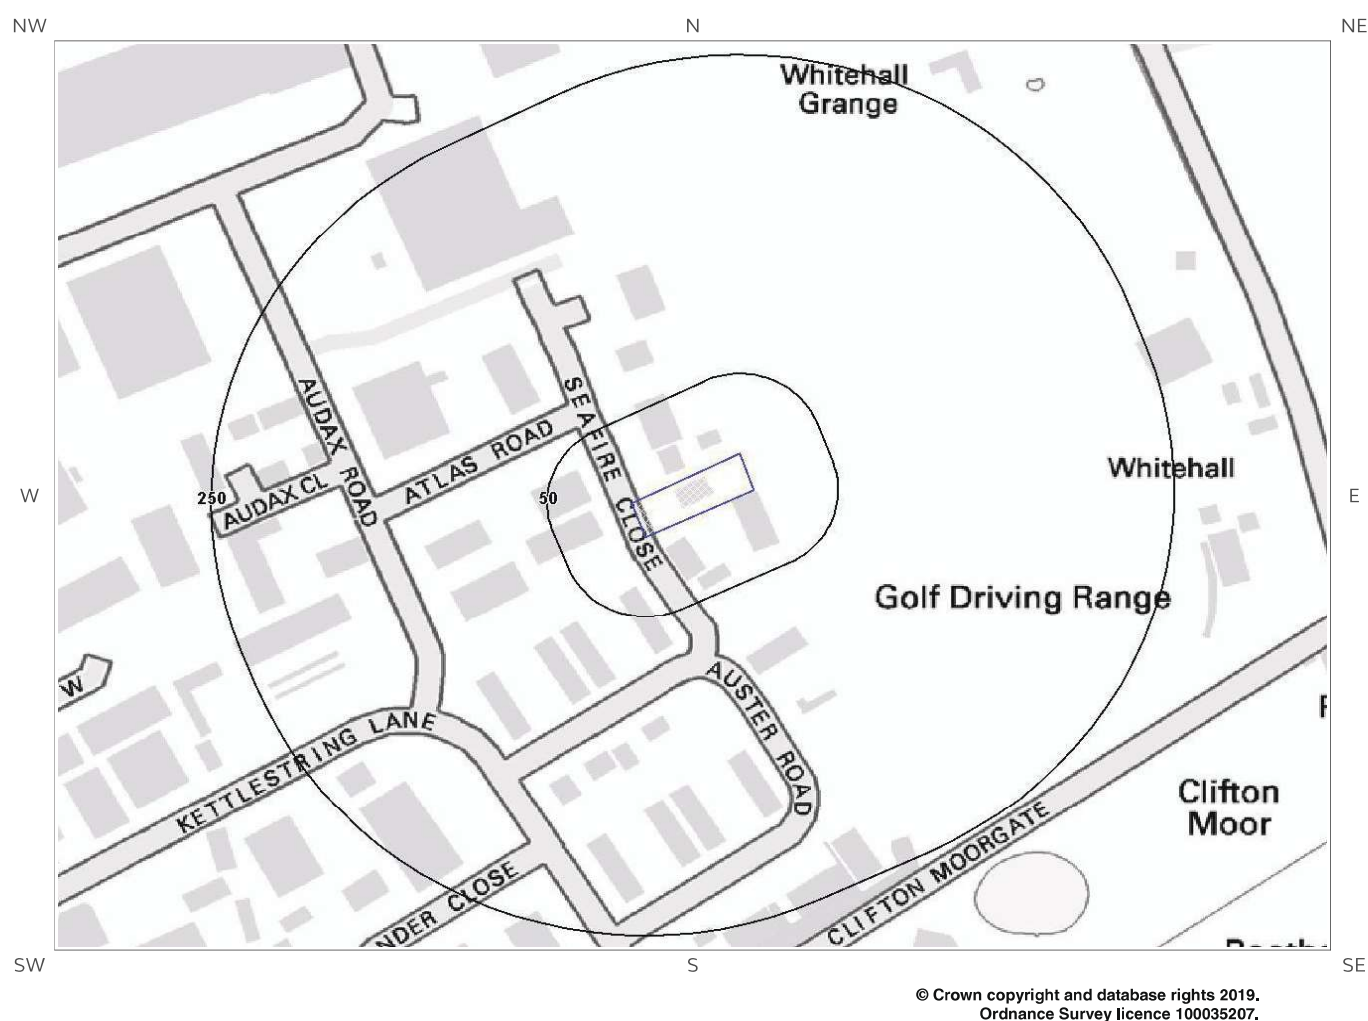 NW
N
NE
Whitehall
Grange
AUDAX ROAD
SEAFIRE CLOSE
ATLAS ROAD
Whitehall
W
250
50
E
AUDAX CL
Golf Driving Range
W
AUSTER ROAD
KETTLESTRING LANE
Clifton
Moor
CLIFTON MOORGATE
NDER CLOSE
SW
S
SE
© Crown copyright and database rights 2019.
Ordnance Survey licence 100035207.